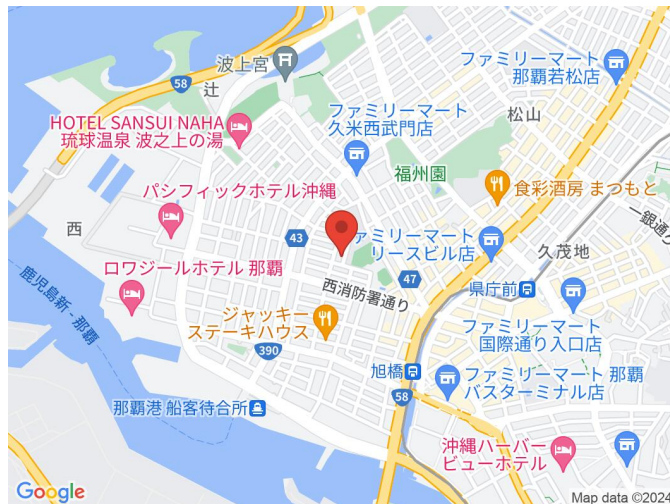 ファミリーマート
那覇若松店
波上宮
58
辻
松山
HOTEL SANSUI NAHA
琉球温泉 波之上の湯
ファミリーマート
久米西武門店
福州園
食彩酒房 まつもと
パシフィックホテル沖縄
一銀通り
西
43
ファミリーマート
リースビル店
久茂地
ロワジールホテル 那覇
47
県庁前
西消防署通り
鹿児島新 - 那覇
ジャッキー
ステーキハウス
ファミリーマート
国際通り入口店
390
旭橋
58
ファミリーマート 那覇
バスターミナル店
那覇港 船客待合所
沖縄ハーバー
ビューホテル
Google
Map data ©2024